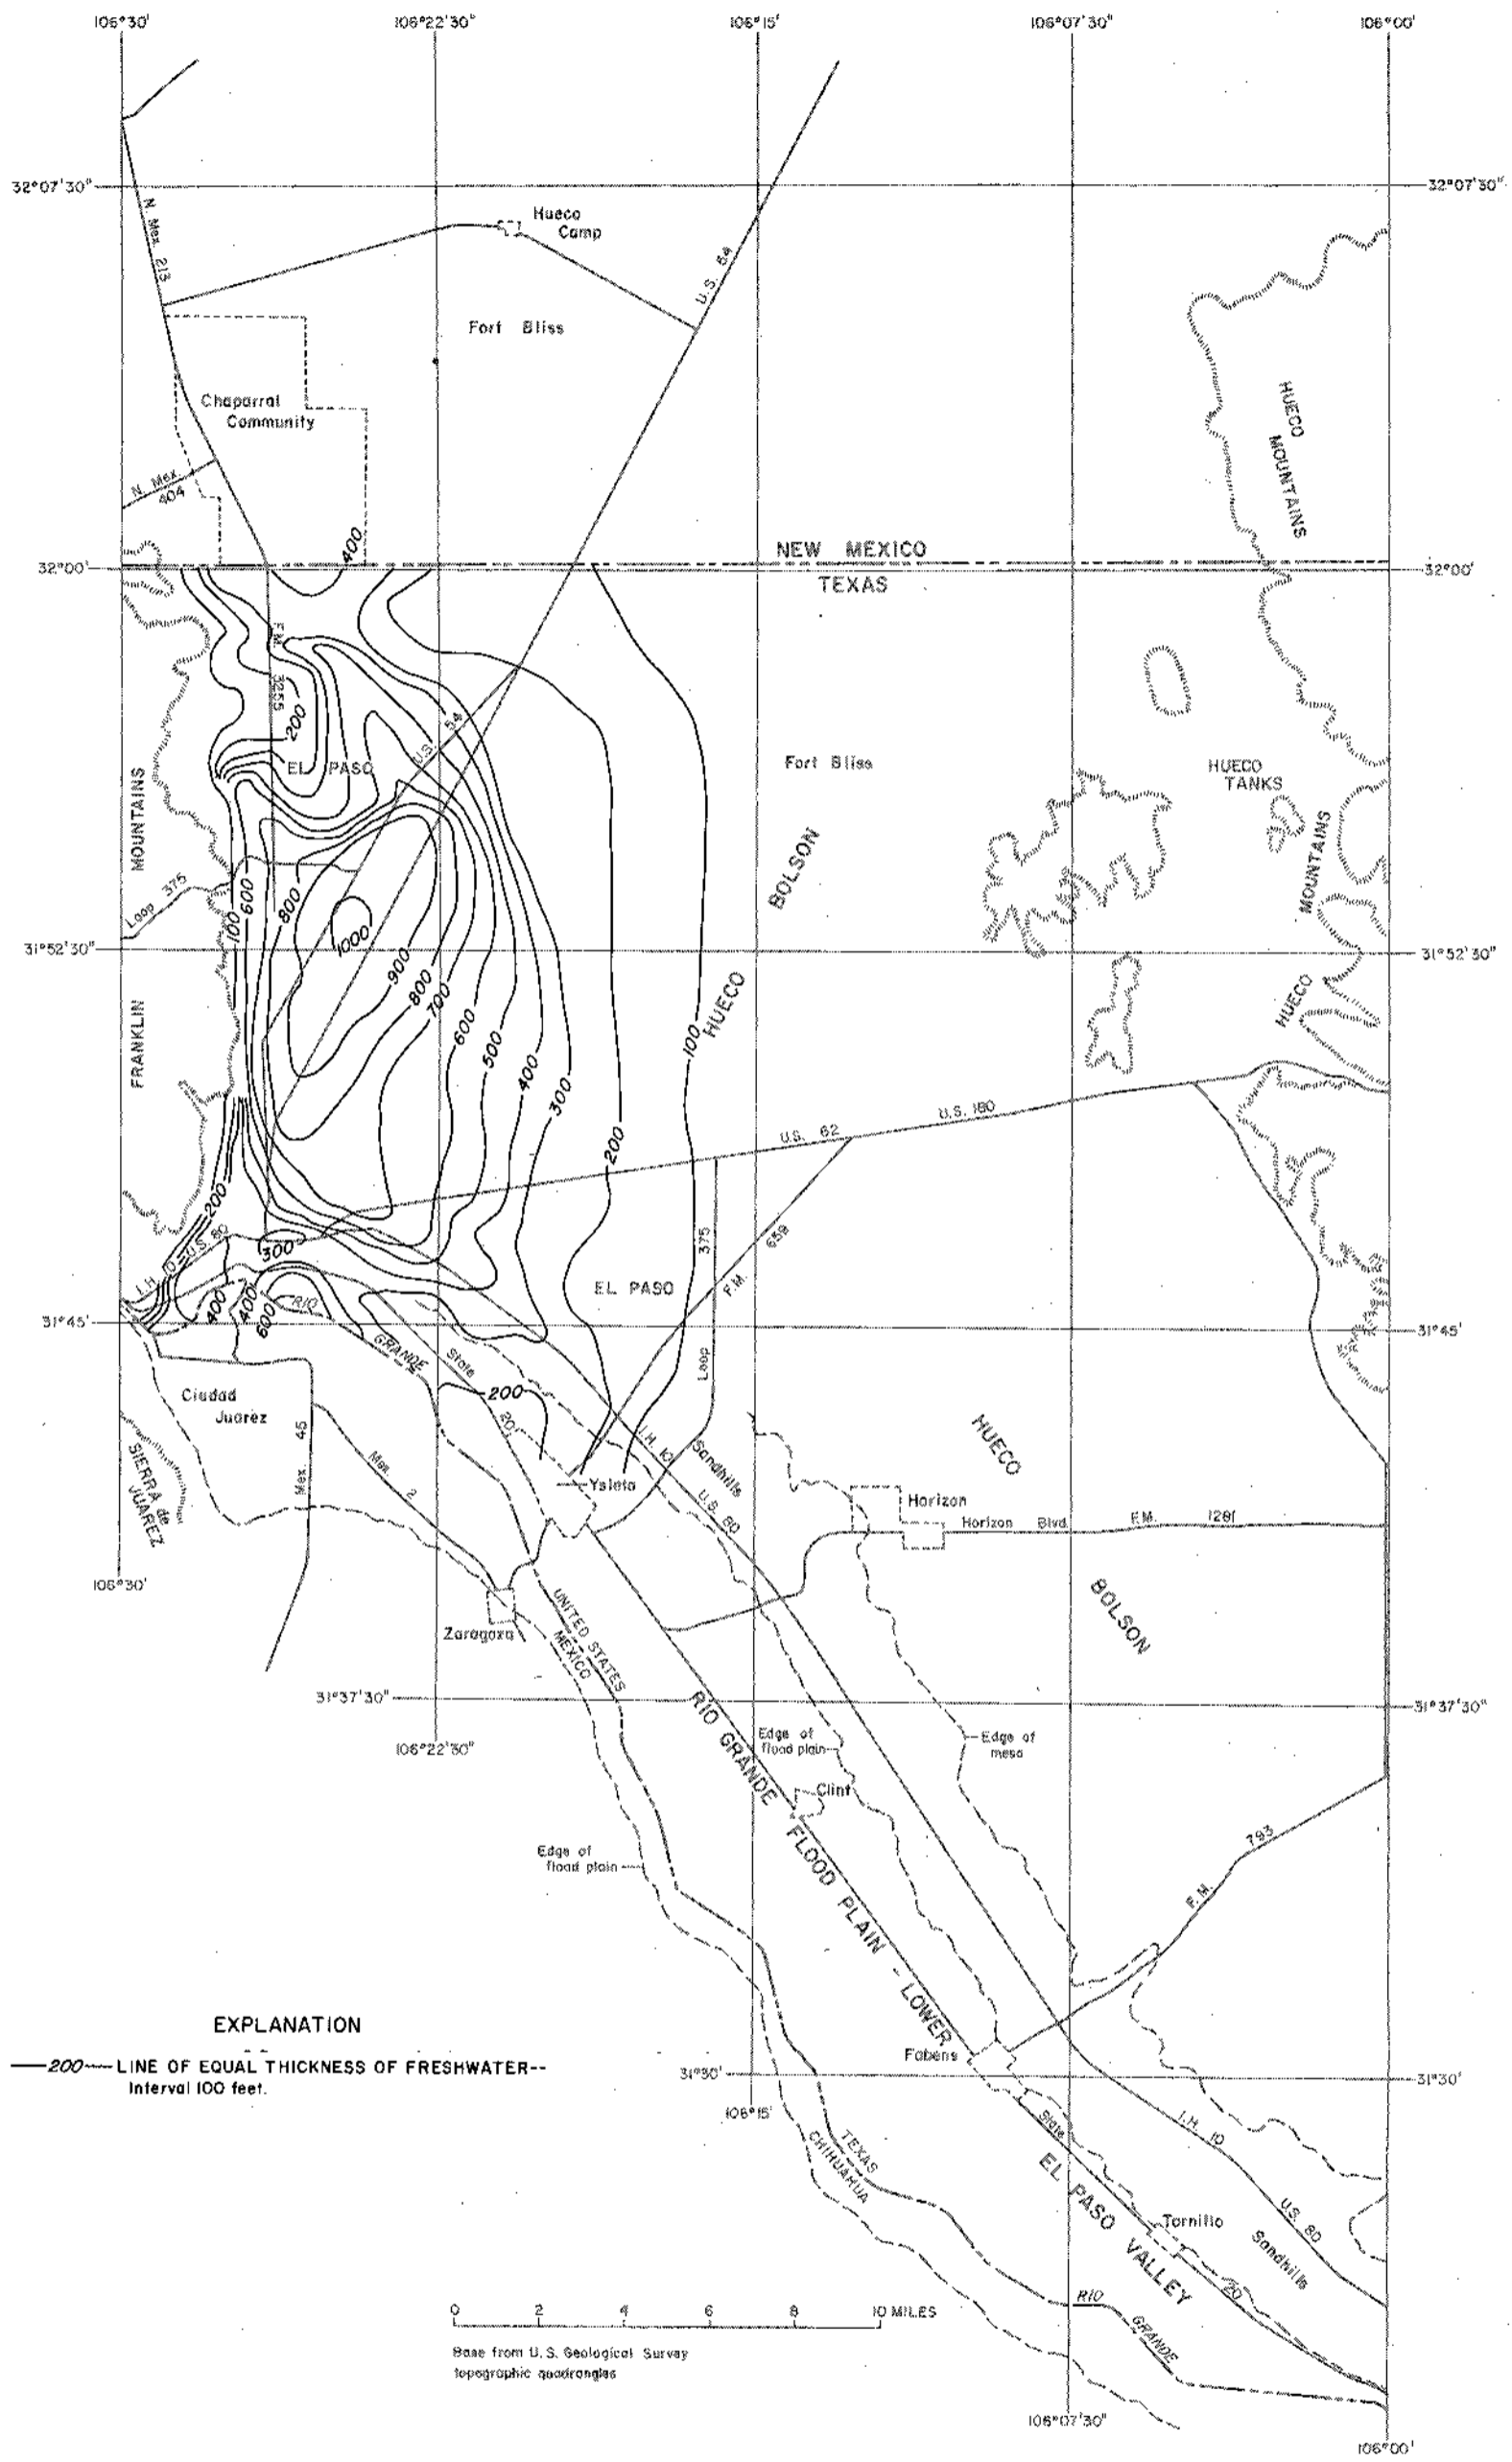 106°30'
106°22'30"
106°15'
106°07'30"
106°00'
32°07'30"
32°07'30"
N. Mex. 213
Hueco
Camp
U.S. 54
Fort Bliss
Chaparral
Community
HUECO
MOUNTAINS
N. Mex.
404
400
NEW MEXICO
32°00'
32°00'
TEXAS
F.M.
3255
200
U.S. 54
EL PASO
Fort Bliss
HUECO
TANKS
MOUNTAINS
FRANKLIN
BOLSON
HUECO
MOUNTAINS
HUECO
Loop 375
100
600
800
1000
31°52'30"
31°52'30"
900
800
700
600
500
400
300
200
100
U.S. 62
U.S. 180
200
I.H. 10-U.S. 80
300
375
Loop
F.M.
659
EL PASO
400
400
600
RIO
GRANDE
State
20
31°45'
31°45'
200
Ciudad
Juarez
Mex. 45
Mex. 2
SIERRA
de
JUAREZ
I.H. 10
U.S. 80
Sandhills
HUECO
BOLSON
Ysleta
Horizon
Horizon Blvd.
F.M. 1281
106°30'
Zaragoza
UNITED STATES
MEXICO
31°37'30"
31°37'30"
106°22'30"
RIO GRANDE FLOOD PLAIN - LOWER
EL PASO VALLEY
Edge of
flood plain
Edge of
mesa
Clint
Edge of
flood plain
F.M. 793
EXPLANATION
200 LINE OF EQUAL THICKNESS OF FRESHWATER--
Interval 100 feet.
Fabens
31°30'
31°30'
106°15'
TEXAS
CHIHUAHUA
State
20
I.H. 10
U.S. 80
Tornillo
Sandhills
RIO
GRANDE
0 2 4 6 8 10 MILES
Base from U.S. Geological Survey
topographic quadrangles
106°07'30"
106°00'